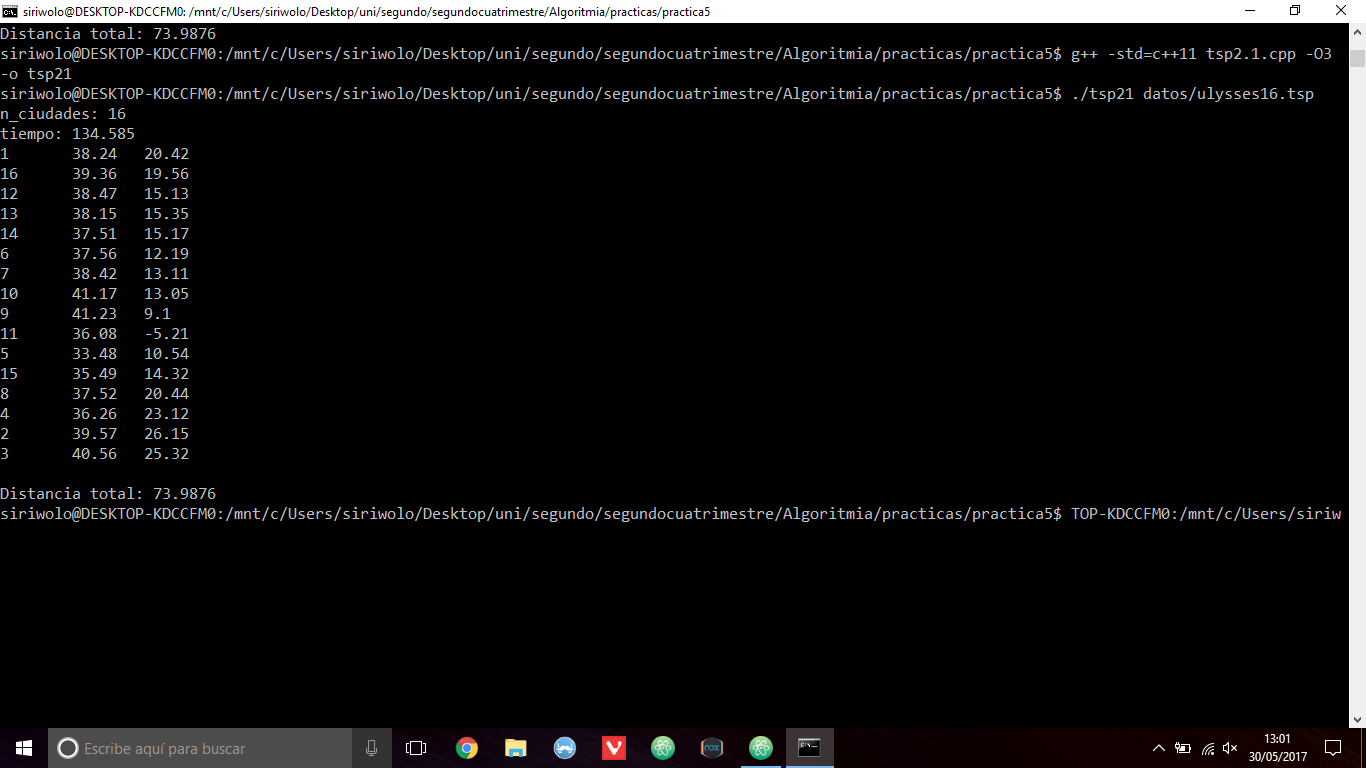 siriwolo@DESKTOP-KDCCFM0: /mnt/c/Users/siriwolo/Desktop/uni/segundo/segundocuatrimestre/Algoritmia/practicas/practica5
Distancia total: 73.9876
siriwolo@DESKTOP-KDCCFM0:/mnt/c/Users/siriwolo/Desktop/uni/segundo/segundocuatrimestre/Algoritmia/practicas/practica5$ g++ -std=c++11 tsp2.1.cpp -O3
-o tsp21
siriwolo@DESKTOP-KDCCFM0:/mnt/c/Users/siriwolo/Desktop/uni/segundo/segundocuatrimestre/Algoritmia/practicas/practica5$ ./tsp21 datos/ulysses16.tsp
n_ciudades: 16
tiempo: 134.585
1 38.24 20.42
16 39.36 19.56
12 38.47 15.13
13 38.15 15.35
14 37.51 15.17
6 37.56 12.19
7 38.42 13.11
10 41.17 13.05
9 41.23 9.1
11 36.08 -5.21
5 33.48 10.54
15 35.49 14.32
8 37.52 20.44
4 36.26 23.12
2 39.57 26.15
3 40.56 25.32
Distancia total: 73.9876
siriwolo@DESKTOP-KDCCFM0:/mnt/c/Users/siriwolo/Desktop/uni/segundo/segundocuatrimestre/Algoritmia/practicas/practica5$ TOP-KDCCFM0:/mnt/c/Users/siriw
Escribe aquí para buscar
nox
13:01
30/05/2017